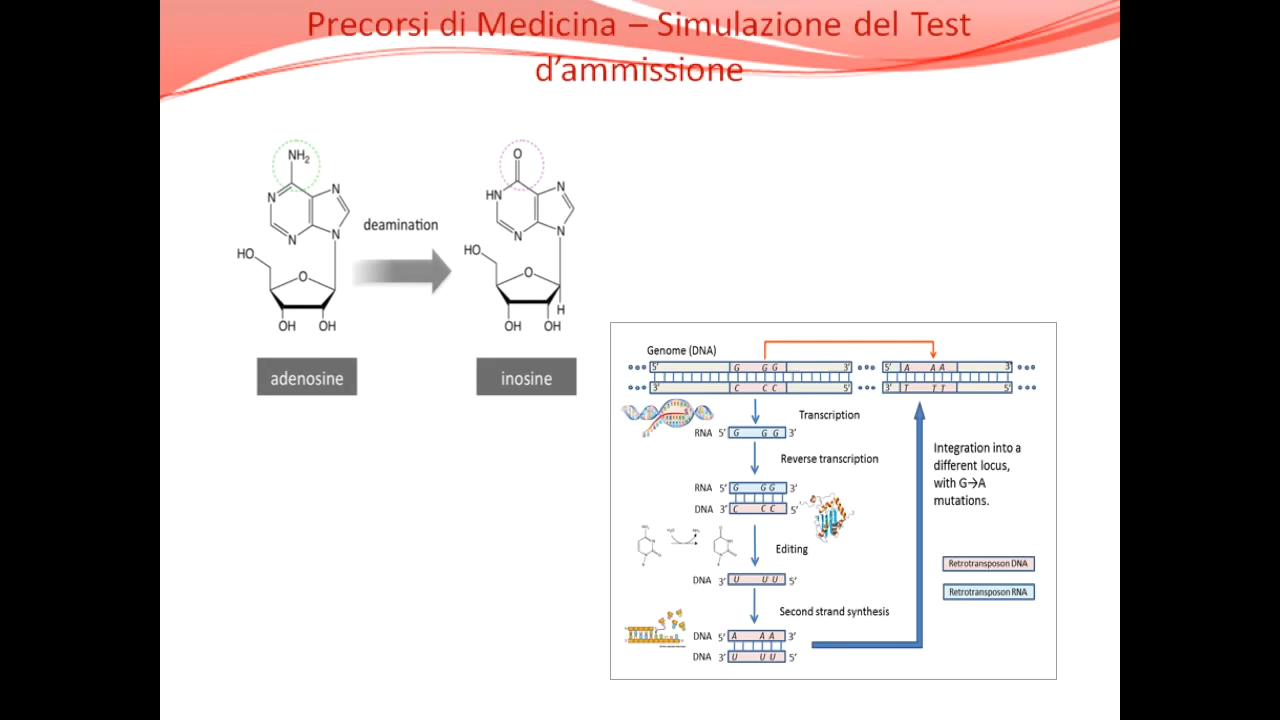 Precorsi di Medicina – Simulazione del Test
d'ammissione
NH2
N
N
N
N
HO
O
OH
OH
adenosine
deamination
O
HN
N
N
N
HO
O
H
OH
OH
inosine
Genome (DNA)
5' G G G 3'
3' C C C 5'
5' A A A 3'
3' T T T 5'
Transcription
RNA 5' G G G 3'
Reverse transcription
RNA 5' G G G 3'
DNA 3' C C C 5'
Editing
DNA 3' U U U 5'
Second strand synthesis
DNA 5' A A A 3'
DNA 3' U U U 5'
Integration into a
different locus,
with G→A
mutations.
Retrotransposon DNA
Retrotransposon RNA